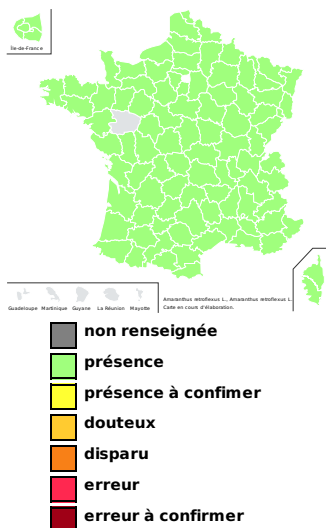 Île-de-France
Guadeloupe Martinique Guyane La Réunion Mayotte
Amaranthus retroflexus L., Amaranthus retroflexus L.
Carte en cours d'élaboration.
non renseignée
présence
présence à confimer
douteux
disparu
erreur
erreur à confirmer